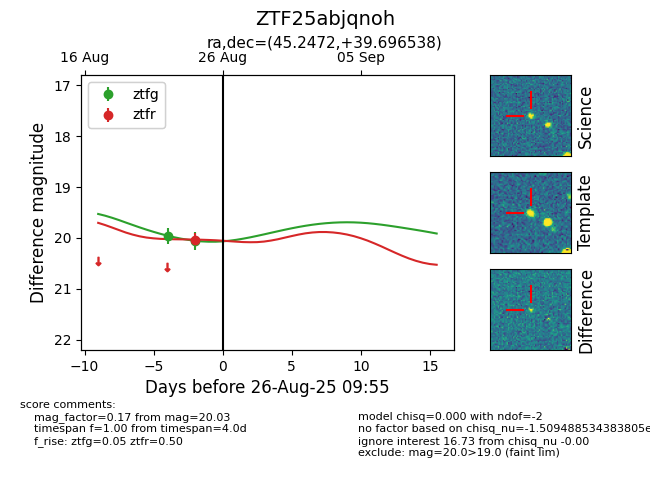 ZTF25abjqnoh
ra,dec=(45.2472,+39.696538)
16 Aug
26 Aug
05 Sep
17
18
19
20
21
22
Difference magnitude
ztfg
ztfr
−10
−5
0
5
10
15
Days before 26-Aug-25 09:55
Science
Template
Difference
score comments:
mag_factor=0.17 from mag=20.03
timespan f=1.00 from timespan=4.0d
f_rise: ztfg=0.05 ztfr=0.50
model chisq=0.000 with ndof=-2
no factor based on chisq_nu=-1.509488534383805e
ignore interest 16.73 from chisq_nu -0.00
exclude: mag=20.0>19.0 (faint lim)